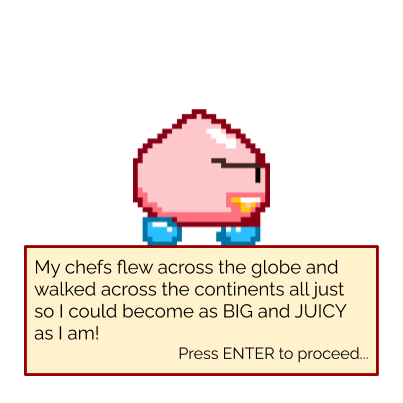 My chefs flew across the globe and
walked across the continents all just
so I could become as BIG and JUICY
as I am!
Press ENTER to proceed...